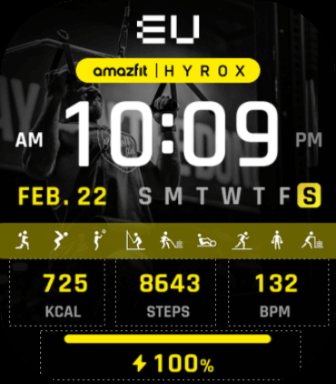 EU
amazfit | HYROX
AM 10:09 PM
FEB. 22 S M T W T F S
725 8643 132
KCAL STEPS BPM
100%